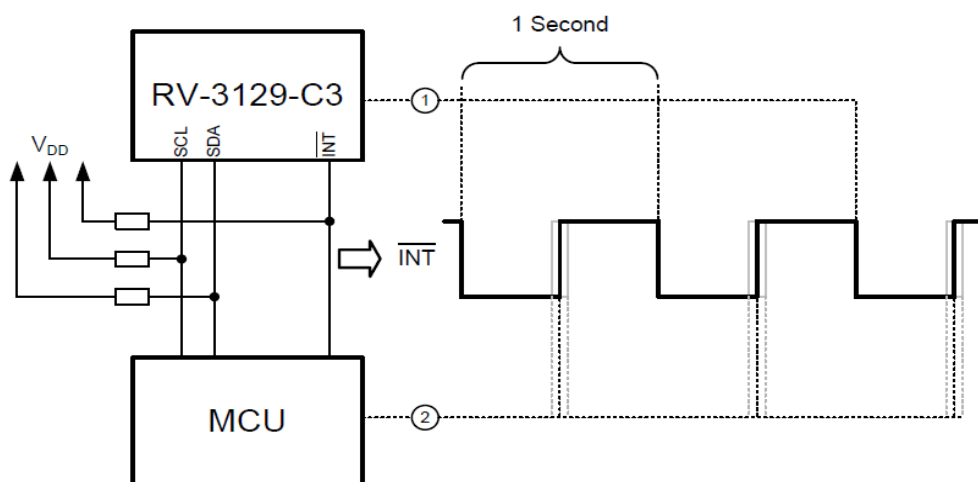 1 Second
RV-3129-C3
1
SCL
SDA
INT
VDD
INT
MCU
2